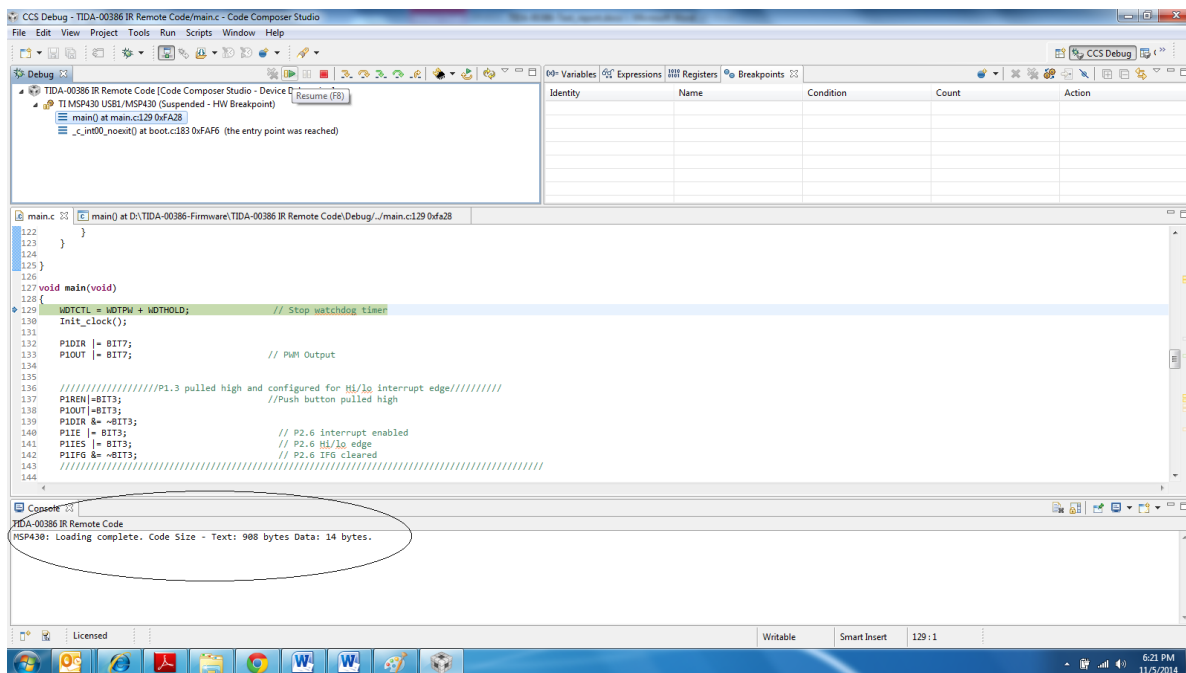 CCS Debug - TIDA-00386 IR Remote Code/main.c - Code Composer Studio
File Edit View Project Tools Run Scripts Window Help
CCS Debug
Debug
TIDA-00386 IR Remote Code [Code Composer Studio - Device
Resume (F8)
TI MSP430 USB1/MSP430 (Suspended - HW Breakpoint)
main() at main.c:129 0xFA28
_c_int00_noexit() at boot.c:183 0xFAF6 (the entry point was reached)
(x)= Variables Expressions Registers Breakpoints
Identity Name Condition Count Action
main.c main() at D:\TIDA-00386-Firmware\TIDA-00386 IR Remote Code\Debug/../main.c:129 0xfa28
122 }
123 }
124
125 }
126
127 void main(void)
128 {
129 WDTCTL = WDTPW + WDTHOLD; // Stop watchdog timer
130 Init_clock();
131
132 P1DIR |= BIT7;
133 P1OUT |= BIT7; // PWM Output
134
135
136 ///////////////////P1.3 pulled high and configured for Hi/lo interrupt edge//////////
137 P1REN|=BIT3; //Push button pulled high
138 P1OUT|=BIT3;
139 P1DIR &= ~BIT3;
140 P1IE |= BIT3; // P2.6 interrupt enabled
141 P1IES |= BIT3; // P2.6 Hi/lo edge
142 P1IFG &= ~BIT3; // P2.6 IFG cleared
143 /////////////////////////////////////////////////////////////////////////////////////////////
144
Console
TIDA-00386 IR Remote Code
MSP430: Loading complete. Code Size - Text: 908 bytes Data: 14 bytes.
Licensed Writable Smart Insert 129 : 1
6:21 PM
11/5/2014